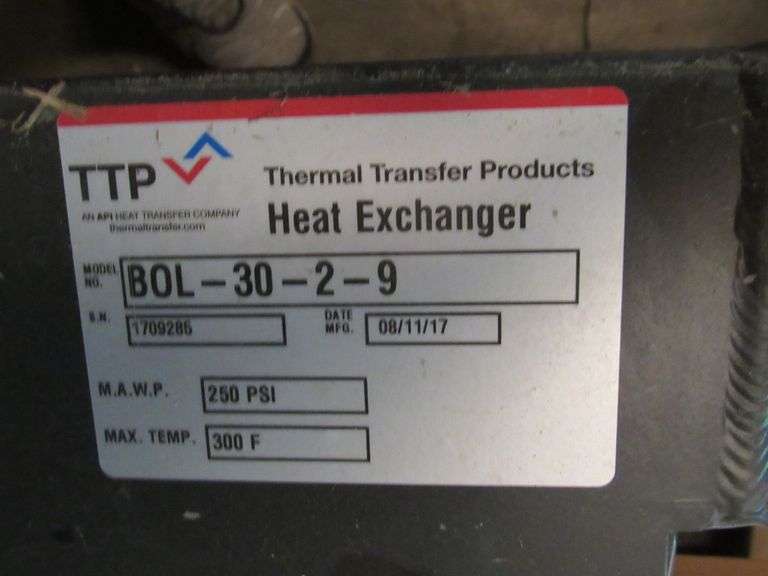 TTP
AN API HEAT TRANSFER COMPANY
thermaltransfer.com
Thermal Transfer Products
Heat Exchanger
MODEL NO. BOL-30-2-9
S.N. 1709285
DATE MFG. 08/11/17
M.A.W.P. 250 PSI
MAX. TEMP. 300 F